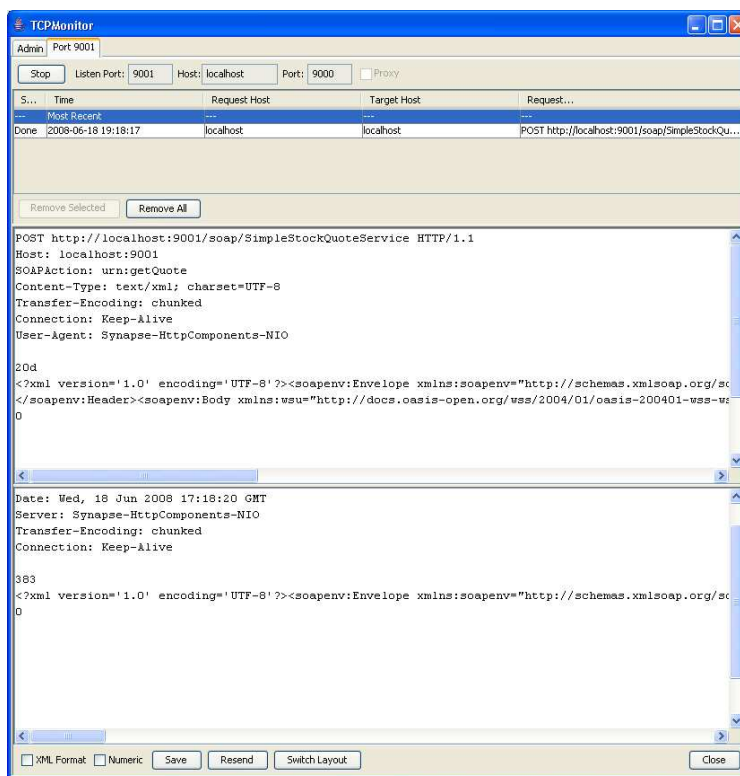 TCPMonitor
Admin Port 9001
Stop Listen Port: 9001 Host: localhost Port: 9000 Proxy
S... Time Request Host Target Host Request...
--- Most Recent --- --- ---
Done 2008-06-18 19:18:17 localhost localhost POST http://localhost:9001/soap/SimpleStockQu...
Remove Selected Remove All
POST http://localhost:9001/soap/SimpleStockQuoteService HTTP/1.1
Host: localhost:9001
SOAPAction: urn:getQuote
Content-Type: text/xml; charset=UTF-8
Transfer-Encoding: chunked
Connection: Keep-Alive
User-Agent: Synapse-HttpComponents-NIO
20d
<?xml version='1.0' encoding='UTF-8'?><soapenv:Envelope xmlns:soapenv="http://schemas.xmlsoap.org/so
</soapenv:Header><soapenv:Body xmlns:wsu="http://docs.oasis-open.org/wss/2004/01/oasis-200401-wss-ws
0
Date: Wed, 18 Jun 2008 17:18:20 GMT
Server: Synapse-HttpComponents-NIO
Transfer-Encoding: chunked
Connection: Keep-Alive
383
<?xml version='1.0' encoding='UTF-8'?><soapenv:Envelope xmlns:soapenv="http://schemas.xmlsoap.org/so
0
XML Format Numeric Save Resend Switch Layout Close